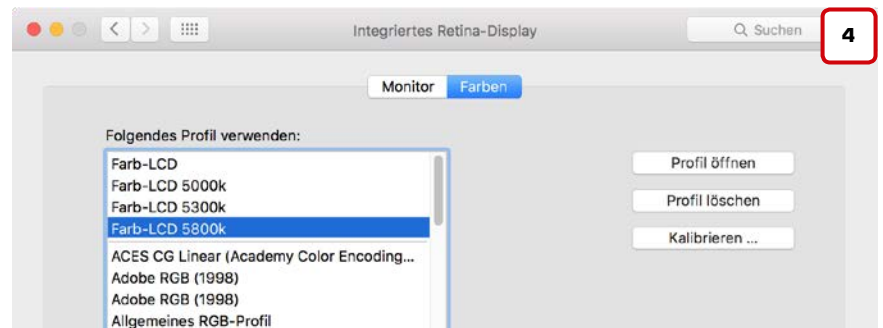 Integriertes Retina-Display
Suchen
4
Monitor Farben
Folgendes Profil verwenden:
Farb-LCD
Farb-LCD 5000k
Farb-LCD 5300k
Farb-LCD 5800k
ACES CG Linear (Academy Color Encoding...
Adobe RGB (1998)
Adobe RGB (1998)
Allgemeines RGB-Profil
Profil öffnen
Profil löschen
Kalibrieren ...